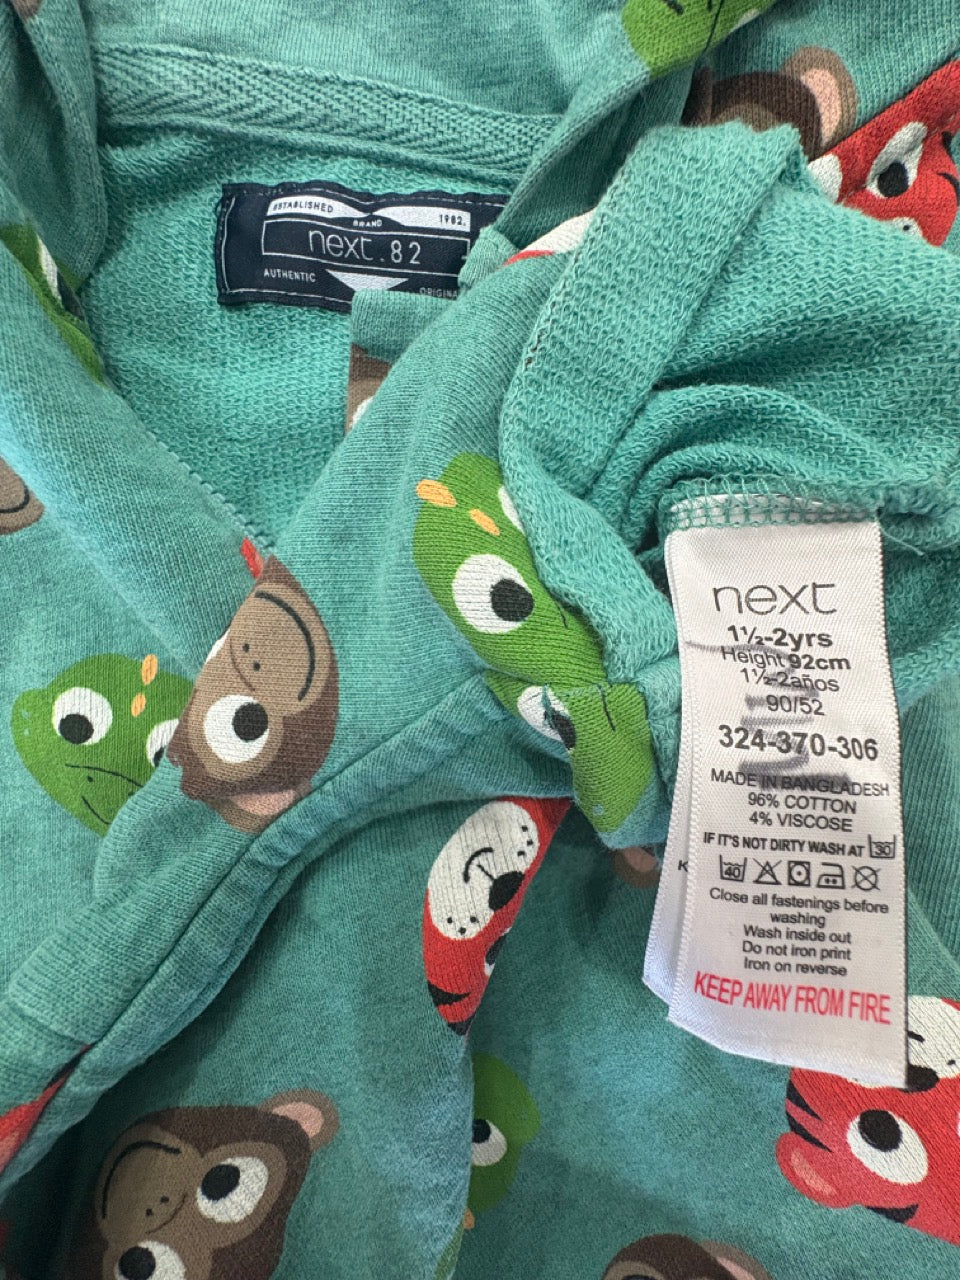 ESTABLISHED
BRAND
1982.
next.82
AUTHENTIC
next
1½-2yrs
Height 92cm
1½-2años
90/52
324-370-306
MADE IN BANGLADESH
96% COTTON
4% VISCOSE
IF IT'S NOT DIRTY WASH AT 30
40
Close all fastenings before
washing
Wash inside out
Do not iron print
Iron on reverse
KEEP AWAY FROM FIRE
K